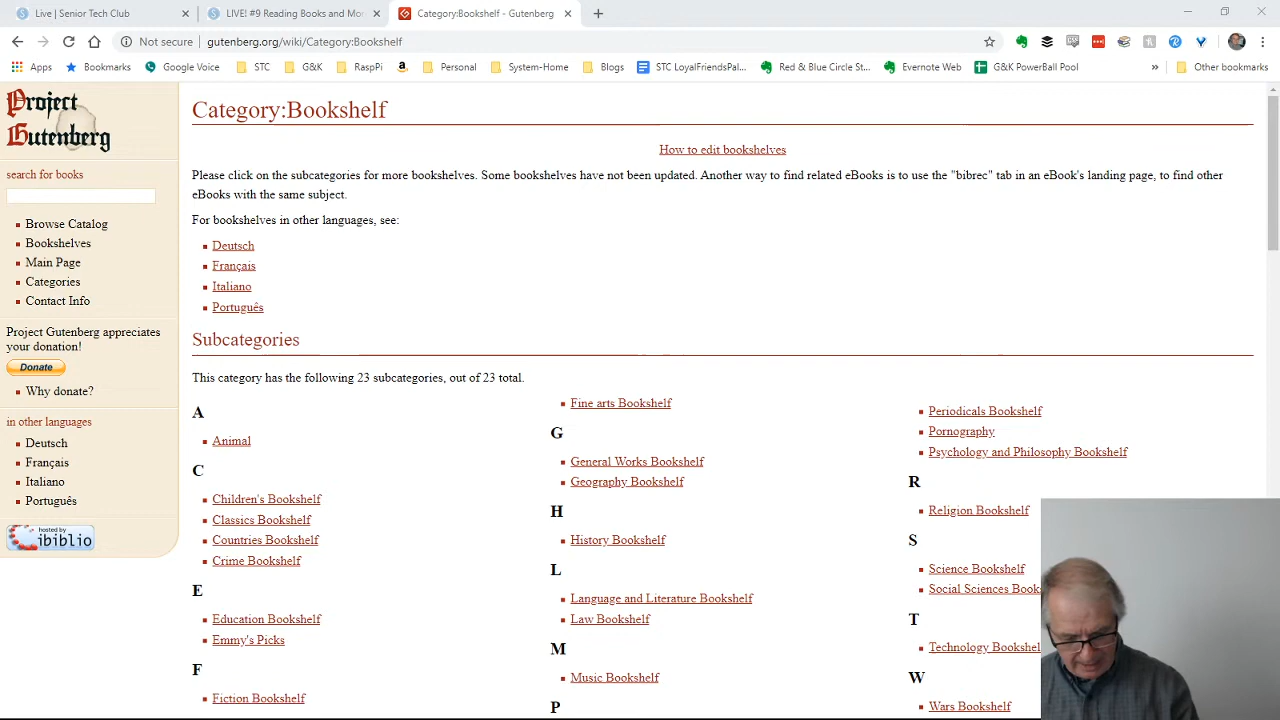 Live | Senior Tech Club
LIVE! #9 Reading Books and Mo
Category:Bookshelf - Gutenberg
Not secure | gutenberg.org/wiki/Category:Bookshelf
Apps Bookmarks Google Voice STC G&K RaspPi Personal System-Home Blogs STC LoyalFriendsPal... Red & Blue Circle St... Evernote Web G&K PowerBall Pool » Other bookmarks
Project
Gutenberg
search for books
Browse Catalog
Bookshelves
Main Page
Categories
Contact Info
Project Gutenberg appreciates
your donation!
Donate
Why donate?
in other languages
Deutsch
Français
Italiano
Português
hosted by
ibiblio
Category:Bookshelf
How to edit bookshelves
Please click on the subcategories for more bookshelves. Some bookshelves have not been updated. Another way to find related eBooks is to use the "bibrec" tab in an eBook's landing page, to find other
eBooks with the same subject.
For bookshelves in other languages, see:
Deutsch
Français
Italiano
Português
Subcategories
This category has the following 23 subcategories, out of 23 total.
A
Animal
C
Children's Bookshelf
Classics Bookshelf
Countries Bookshelf
Crime Bookshelf
E
Education Bookshelf
Emmy's Picks
F
Fiction Bookshelf
Fine arts Bookshelf
G
General Works Bookshelf
Geography Bookshelf
H
History Bookshelf
L
Language and Literature Bookshelf
Law Bookshelf
M
Music Bookshelf
P
Periodicals Bookshelf
Pornography
Psychology and Philosophy Bookshelf
R
Religion Bookshelf
S
Science Bookshelf
Social Sciences Books
T
Technology Bookshel
W
Wars Bookshelf